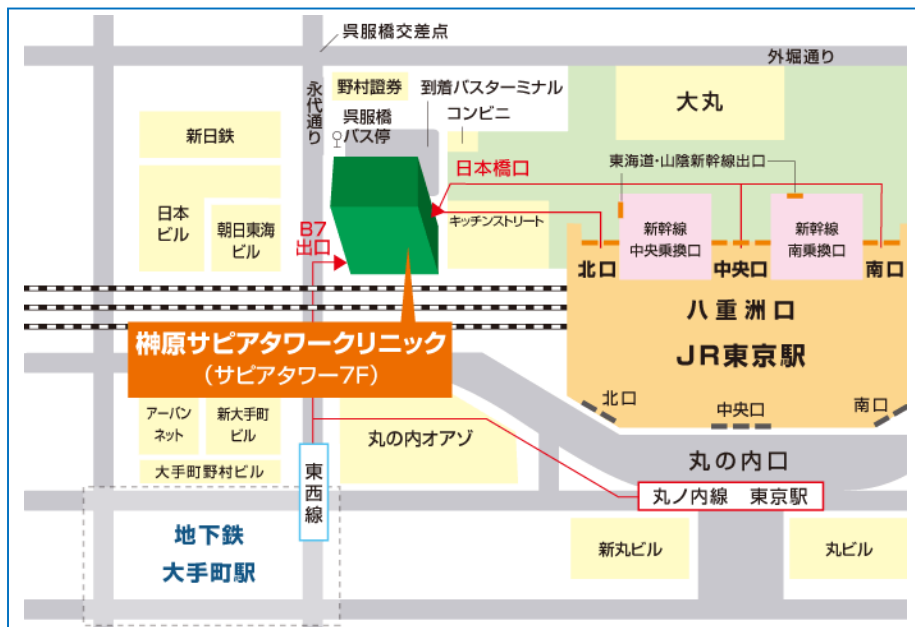 呉服橋交差点
外堀通り
永代通り
野村證券
到着バスターミナル
コンビニ
大丸
呉服橋
バス停
新日鉄
日本橋口
東海道・山陰新幹線出口
日本
ビル
朝日東海
ビル
B7
出口
キッチンストリート
新幹線
中央乗換口
新幹線
南乗換口
北口
中央口
南口
八重洲口
JR東京駅
榊原サピアタワークリニック
(サピアタワー7F)
北口
中央口
南口
アーバン
ネット
新大手町
ビル
丸の内オアゾ
丸の内口
大手町野村ビル
東西線
丸ノ内線 東京駅
地下鉄
大手町駅
新丸ビル
丸ビル